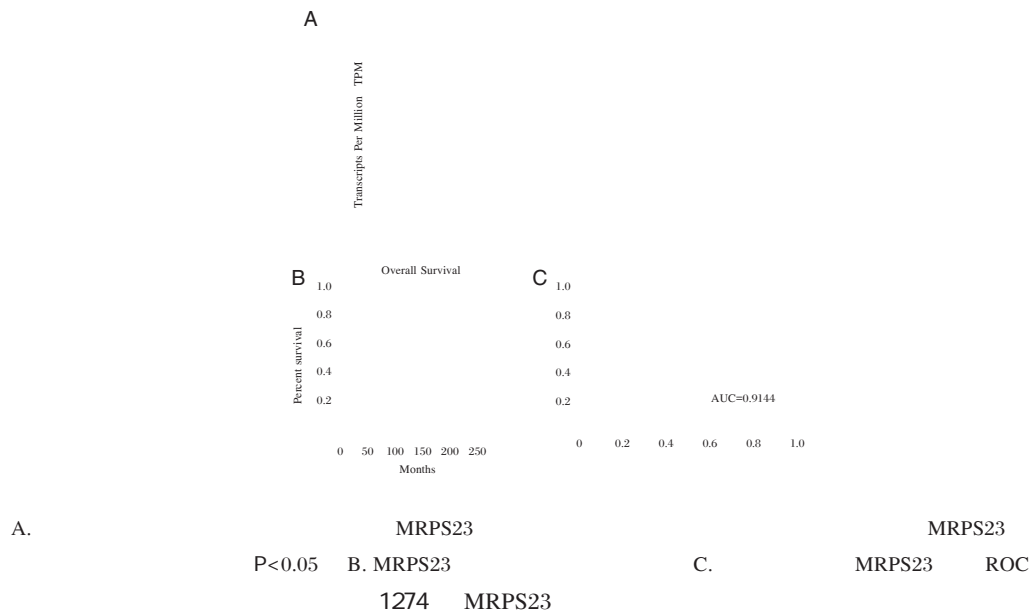 A
Transcripts Per Million TPM
B
Overall Survival
1.0
0.8
0.6
0.4
0.2
Percent survival
0 50 100 150 200 250
Months
C
1.0
0.8
0.6
0.4
0.2
AUC=0.9144
0 0.2 0.4 0.6 0.8 1.0
A. MRPS23 MRPS23
P<0.05 B. MRPS23 C. MRPS23 ROC
1274 MRPS23